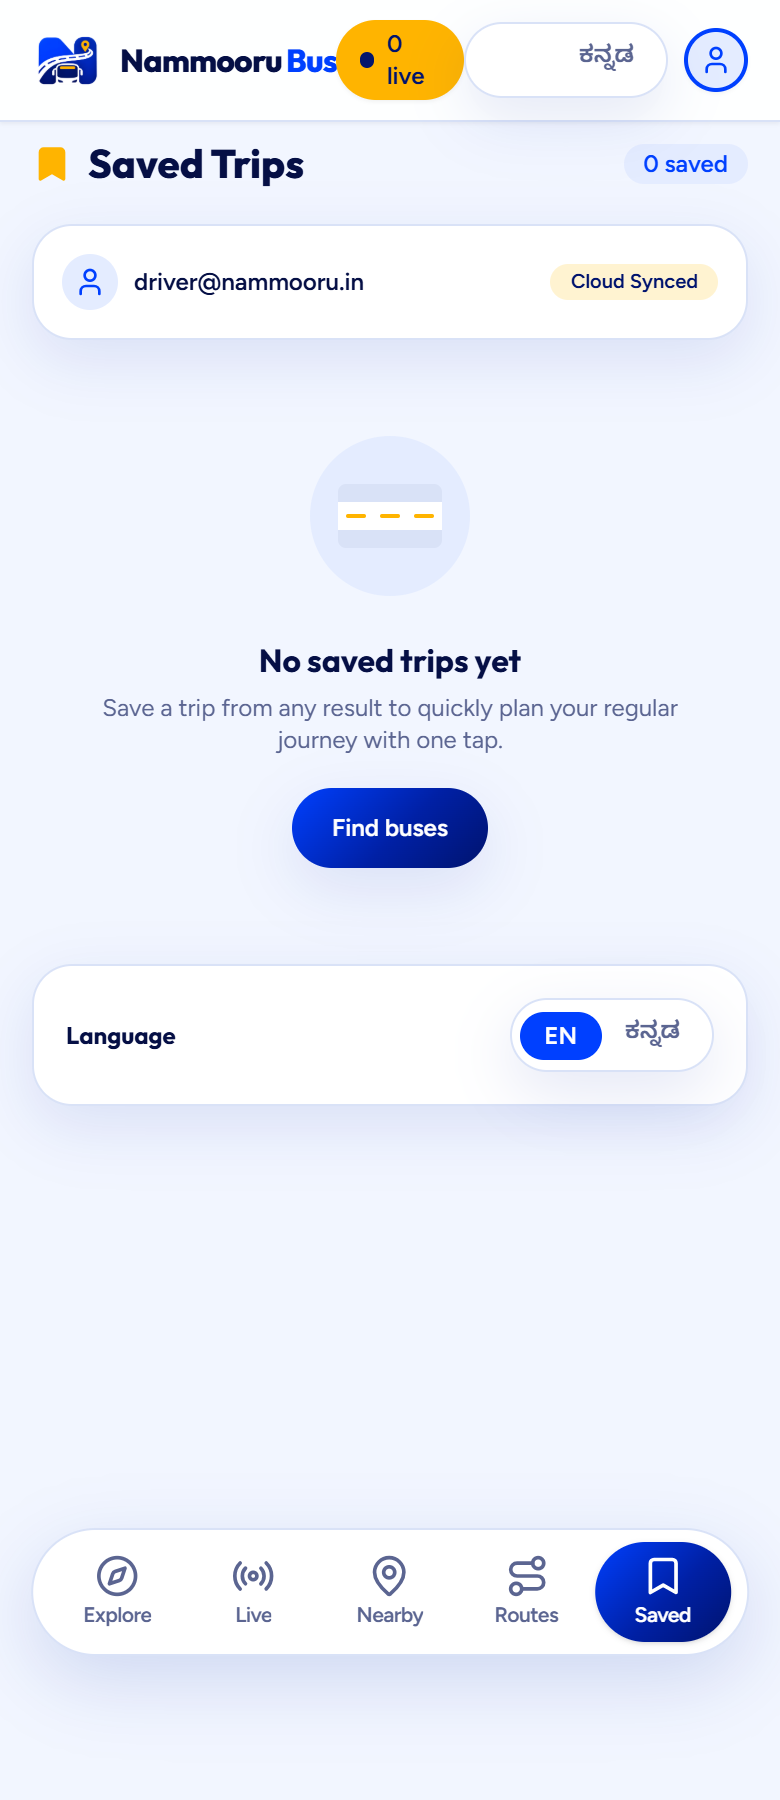 Nammooru Bus
0
live
ಕನ್ನಡ
Saved Trips
0 saved
driver@nammooru.in
Cloud Synced
No saved trips yet
Save a trip from any result to quickly plan your regular
journey with one tap.
Find buses
Language
EN
ಕನ್ನಡ
Explore
Live
Nearby
Routes
Saved